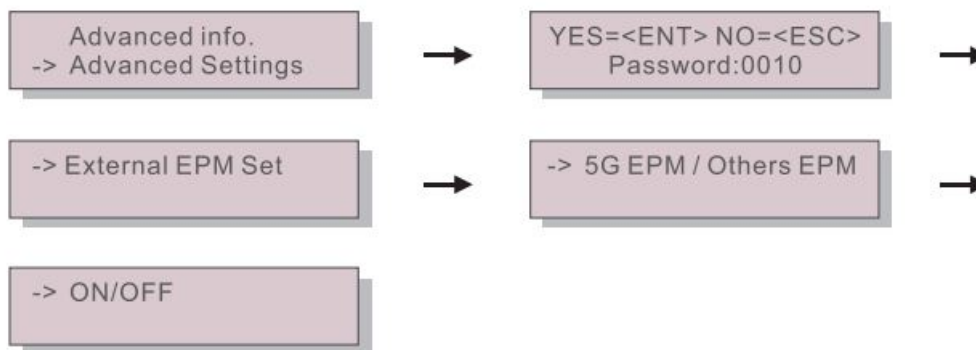 Advanced info.
-> Advanced Settings
YES=<ENT> NO=<ESC>
Password:0010
-> External EPM Set
-> 5G EPM / Others EPM
-> ON/OFF